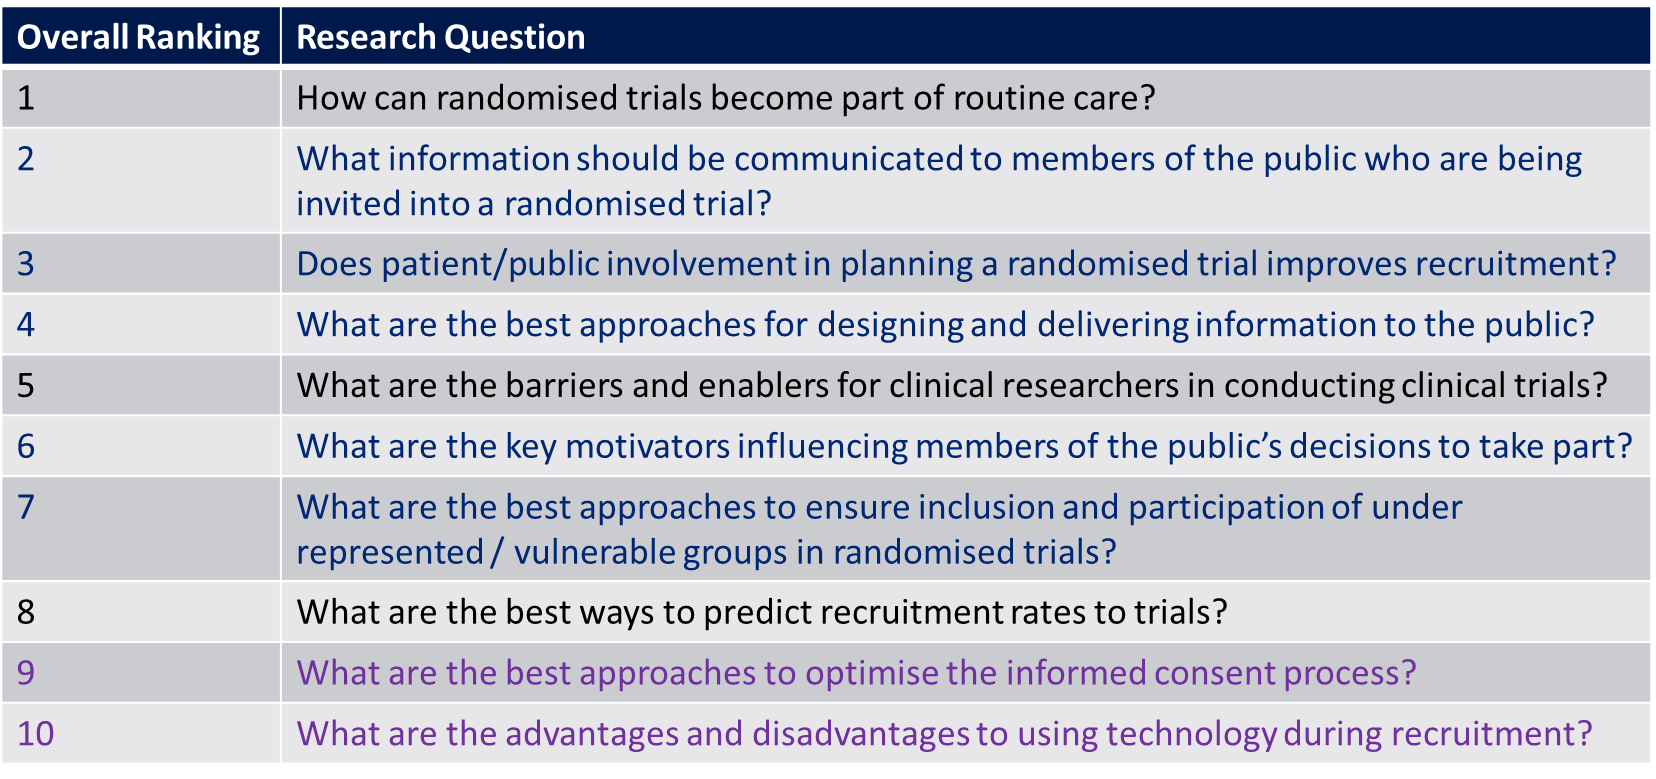 Overall Ranking Research Question
1 How can randomised trials become part of routine care?
2 What information should be communicated to members of the public who are being
invited into a randomised trial?
3 Does patient/public involvement in planning a randomised trial improves recruitment?
4 What are the best approaches for designing and delivering information to the public?
5 What are the barriers and enablers for clinical researchers in conducting clinical trials?
6 What are the key motivators influencing members of the public’s decisions to take part?
7 What are the best approaches to ensure inclusion and participation of under
represented / vulnerable groups in randomised trials?
8 What are the best ways to predict recruitment rates to trials?
9 What are the best approaches to optimise the informed consent process?
10 What are the advantages and disadvantages to using technology during recruitment?